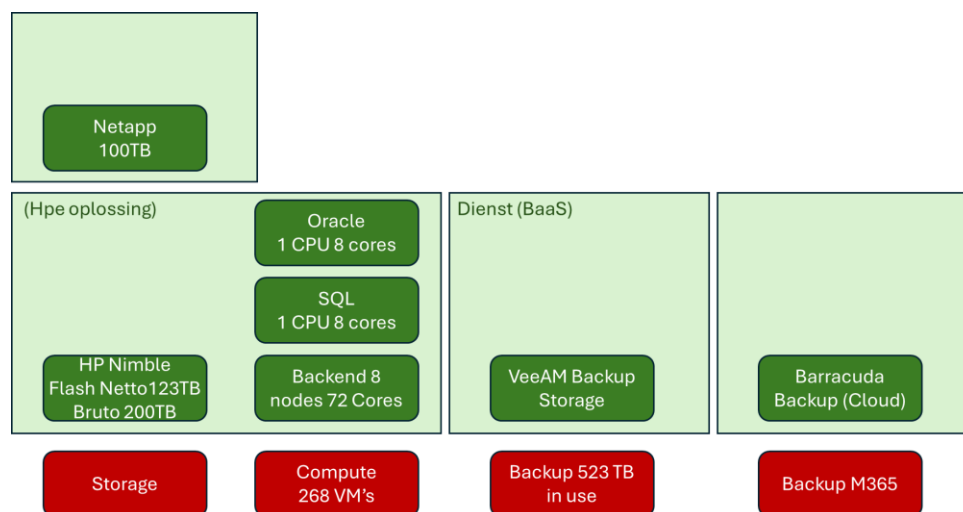 Netapp
100TB
(Hpe oplossing)
Oracle
1 CPU 8 cores
SQL
1 CPU 8 cores
HP Nimble
Flash Netto123TB
Bruto 200TB
Backend 8
nodes 72 Cores
Dienst (BaaS)
VeeAM Backup
Storage
Barracuda
Backup (Cloud)
Storage
Compute
268 VM's
Backup 523 TB
in use
Backup M365